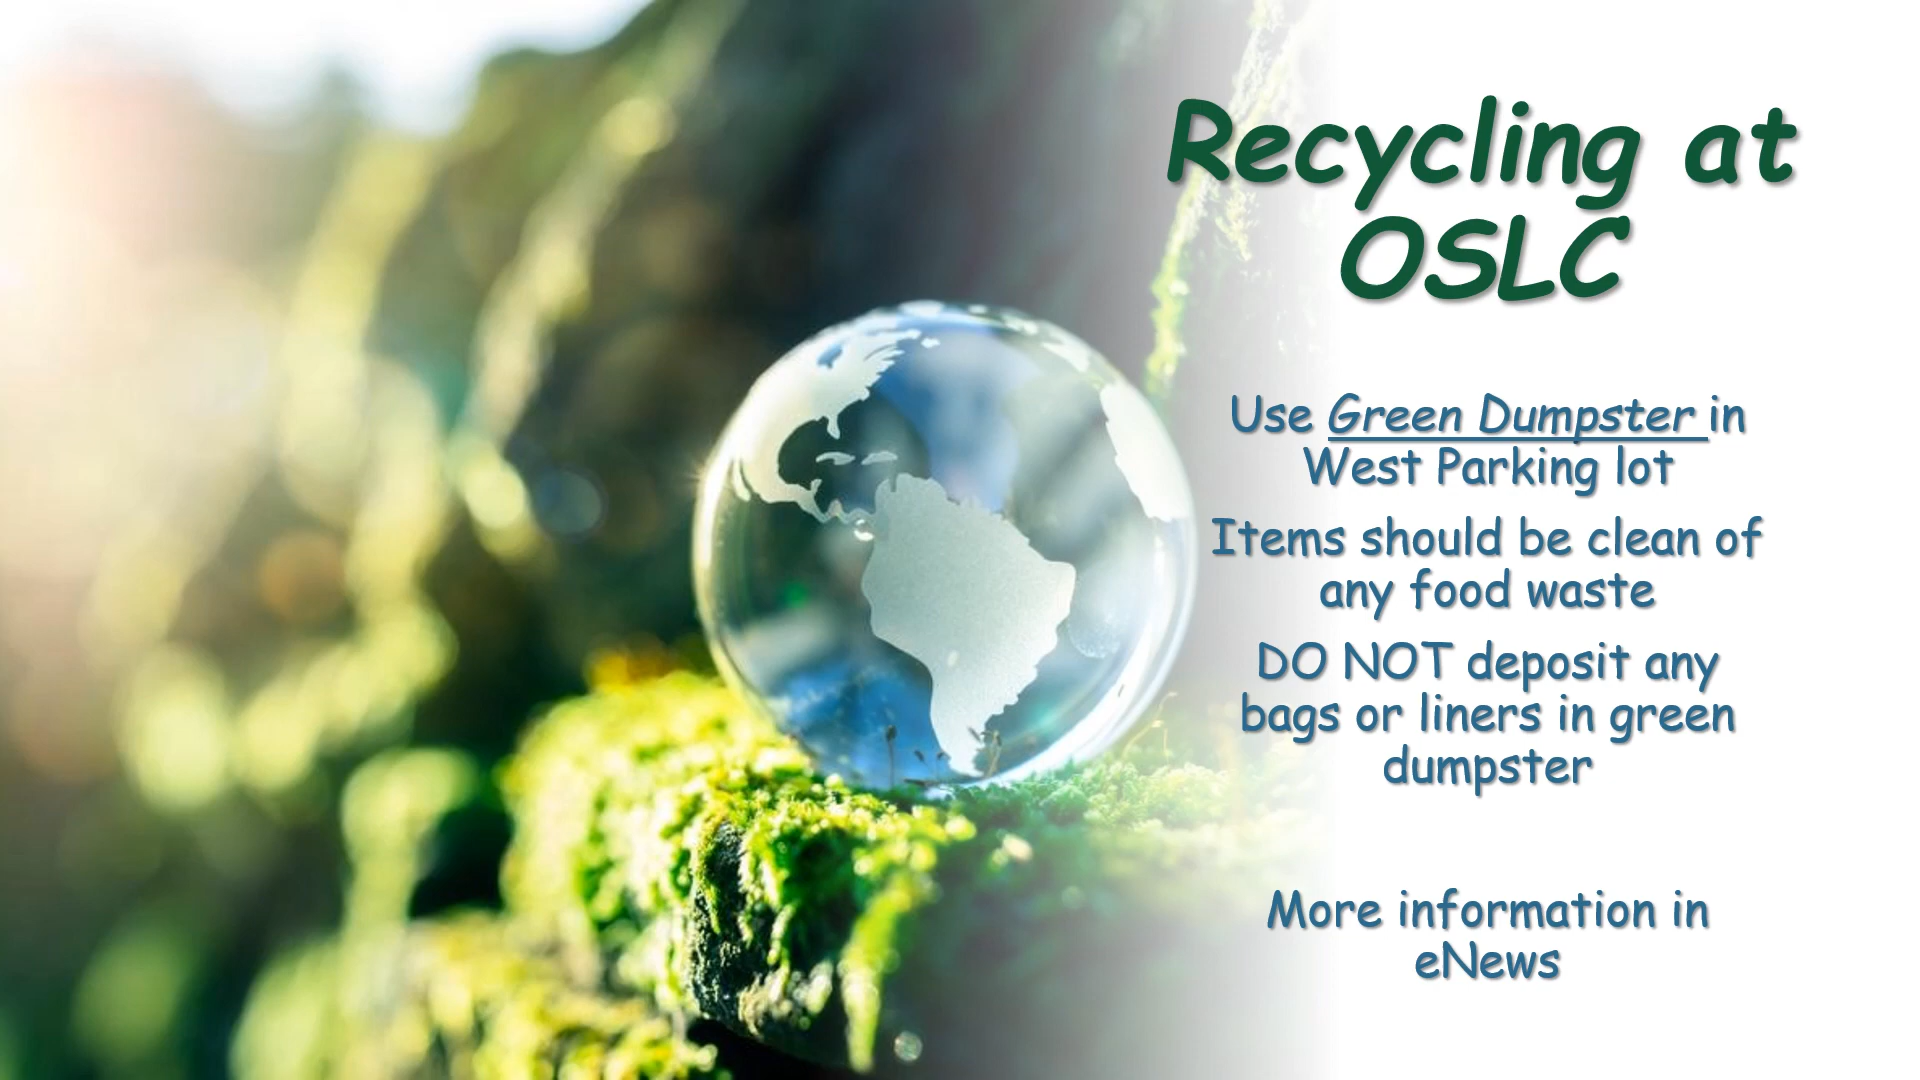 Recycling at
OSLC
Use Green Dumpster in
West Parking lot
Items should be clean of
any food waste
DO NOT deposit any
bags or liners in green
dumpster
More information in
eNews